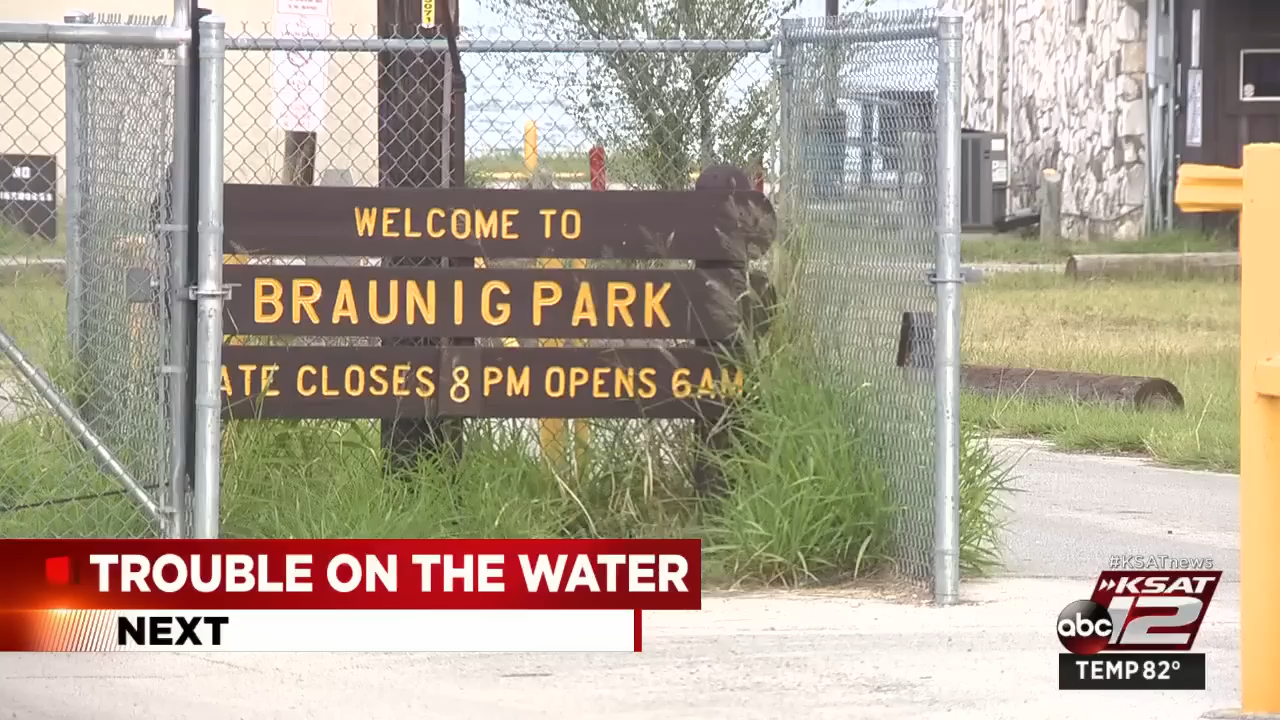 WELCOME TO
BRAUNIG PARK
ATE CLOSES 8 PM OPENS 6AM
TROUBLE ON THE WATER
NEXT
#KSATnews
KSAT
abc 12
TEMP 82°